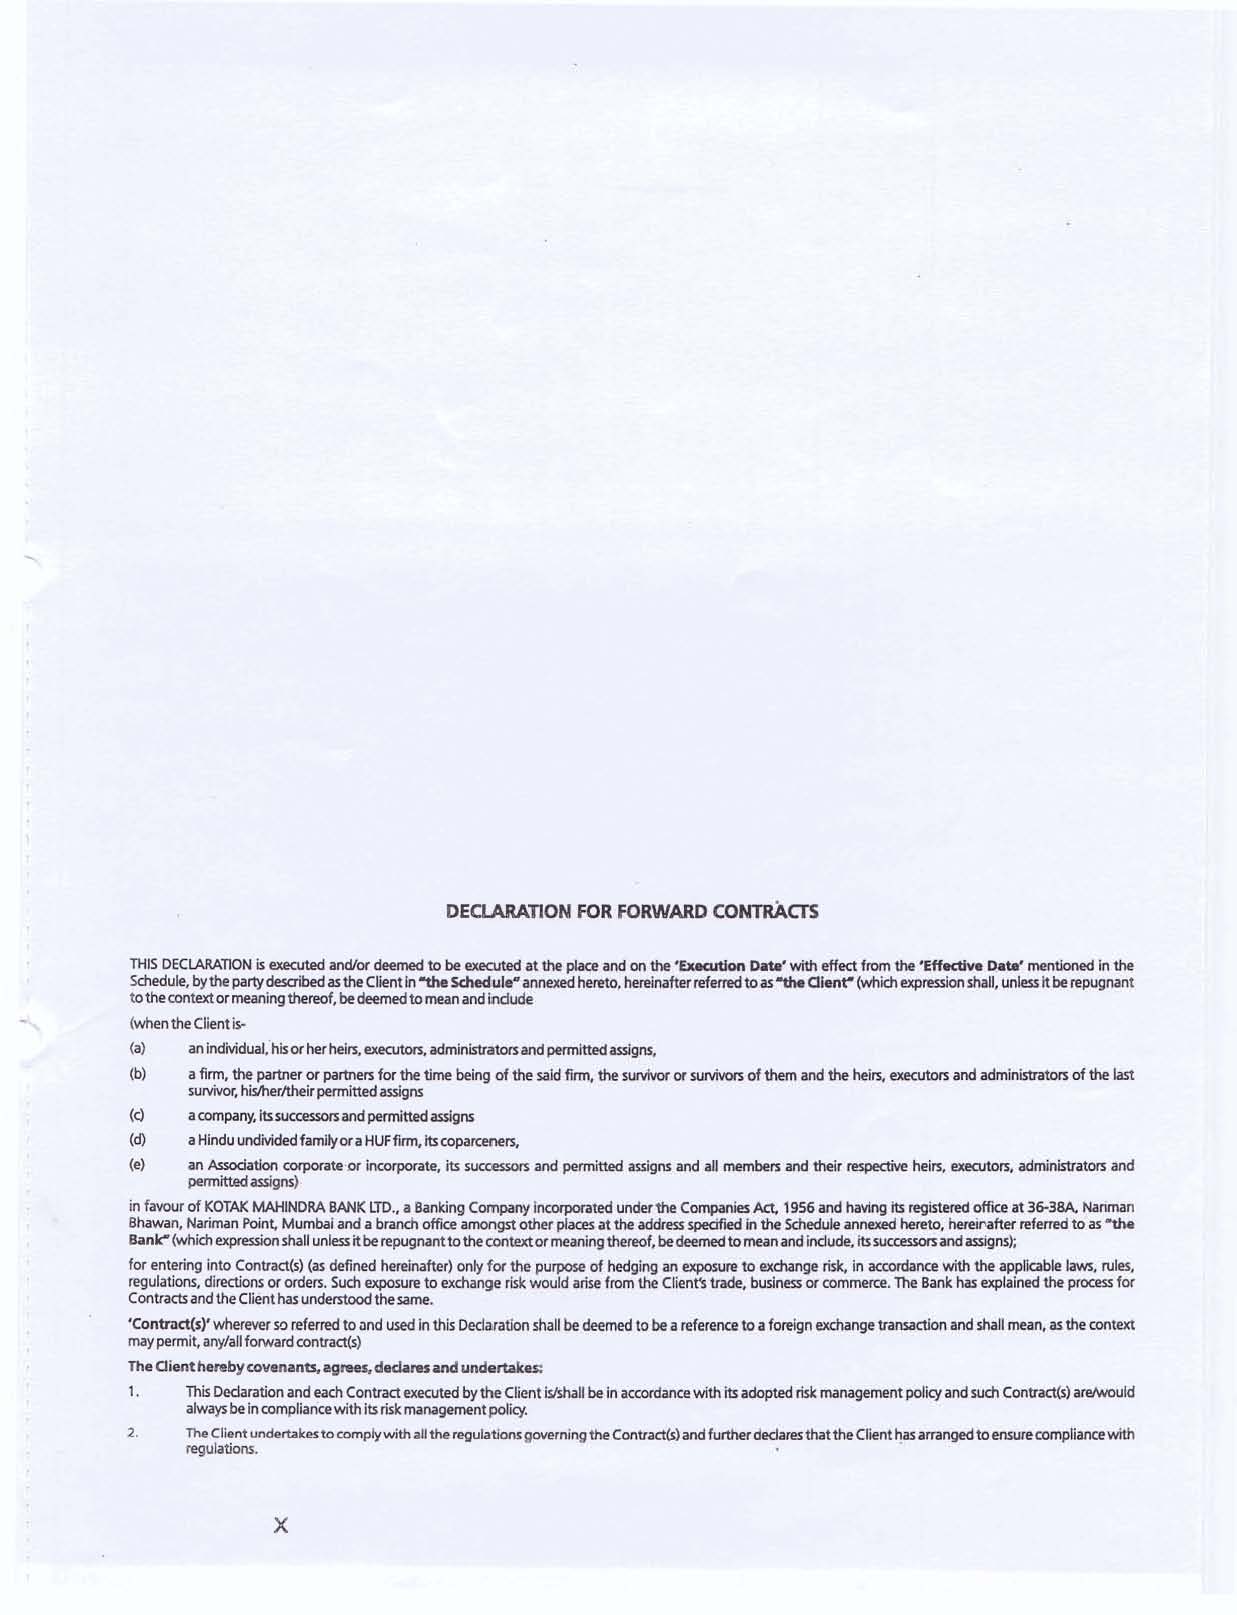 DECLARATION FOR FORWARD CONTRACTS
THIS DECLARATION is executed and/or deemed to be executed at the place and on the 'Execution Date' with effect from the 'Effective Date' mentioned in the
Schedule, by the party described as the Client in "the Schedule" annexed hereto, hereinafter referred to as "the Client" (which expression shall, unless it be repugnant
to the context or meaning thereof, be deemed to mean and include
(when the Client is-
(a) an individual, his or her heirs, executors, administrators and permitted assigns,
(b) a firm, the partner or partners for the time being of the said firm, the survivor or survivors of them and the heirs, executors and administrators of the last
survivor, his/her/their permitted assigns
(c) a company, its successors and permitted assigns
(d) a Hindu undivided family or a HUF firm, its coparceners,
(e) an Association corporate or incorporate, its successors and permitted assigns and all members and their respective heirs, executors, administrators and
permitted assigns)
in favour of KOTAK MAHINDRA BANK LTD., a Banking Company incorporated under the Companies Act, 1956 and having its registered office at 36-38A, Nariman
Bhawan, Nariman Point, Mumbai and a branch office amongst other places at the address specified in the Schedule annexed hereto, hereinafter referred to as "the
Bank" (which expression shall unless it be repugnant to the context or meaning thereof, be deemed to mean and include, its successors and assigns);
for entering into Contract(s) (as defined hereinafter) only for the purpose of hedging an exposure to exchange risk, in accordance with the applicable laws, rules,
regulations, directions or orders. Such exposure to exchange risk would arise from the Client's trade, business or commerce. The Bank has explained the process for
Contracts and the Client has understood the same.
'Contract(s)' wherever so referred to and used in this Declaration shall be deemed to be a reference to a foreign exchange transaction and shall mean, as the context
may permit, any/all forward contract(s)
The Client hereby covenants, agrees, declares and undertakes:
1. This Declaration and each Contract executed by the Client is/shall be in accordance with its adopted risk management policy and such Contract(s) are/would
always be in compliance with its risk management policy.
2. The Client undertakes to comply with all the regulations governing the Contract(s) and further declares that the Client has arranged to ensure compliance with
regulations.
X